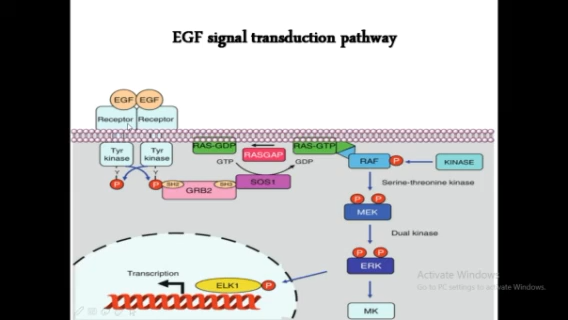 EGF signal transduction pathway
EGF EGF
Receptor Receptor
Tyr kinase
Tyr kinase
Y Y
P P
SH2
GRB2
SH3
SOS1
RAS-GDP
RASGAP
RAS-GTP
GTP
GDP
RAF P
KINASE
Serine-threonine kinase
P P
MEK
Dual kinase
P P
ERK
MK
Transcription
ELK1 P
Activate Windows
Go to PC settings to activate Windows.